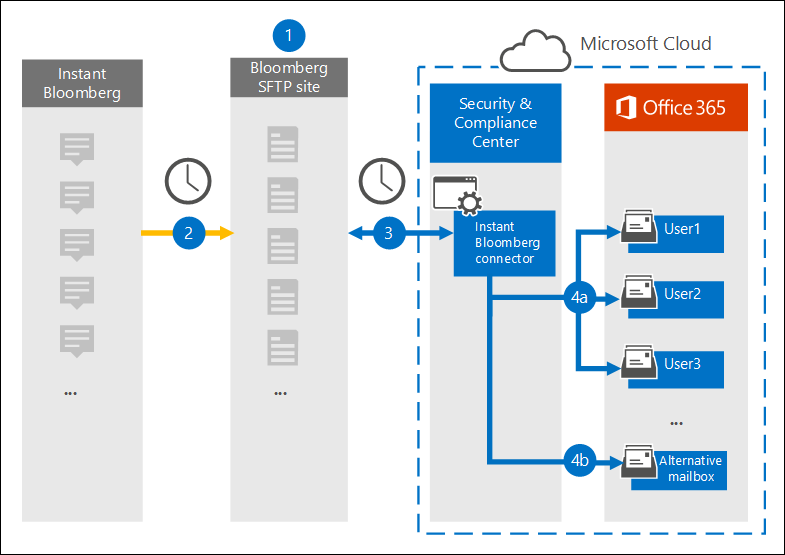 1
Microsoft Cloud
Instant
Bloomberg
Bloomberg
SFTP site
Security &
Compliance
Center
Office 365
2
3
Instant
Bloomberg
connector
4a
User1
User2
User3
...
...
...
4b
Alternative
mailbox